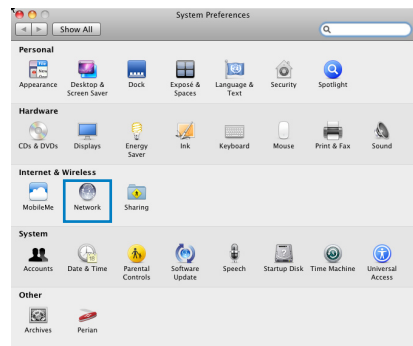 System Preferences
Show All
Personal
Appearance
Desktop &
Screen Saver
Dock
Exposé &
Spaces
Language &
Text
Security
Spotlight
Hardware
CDs & DVDs
Displays
Energy
Saver
Ink
Keyboard
Mouse
Print & Fax
Sound
Internet & Wireless
MobileMe
Network
Sharing
System
Accounts
Date & Time
Parental
Controls
Software
Update
Speech
Startup Disk
Time Machine
Universal
Access
Other
Archives
Perian